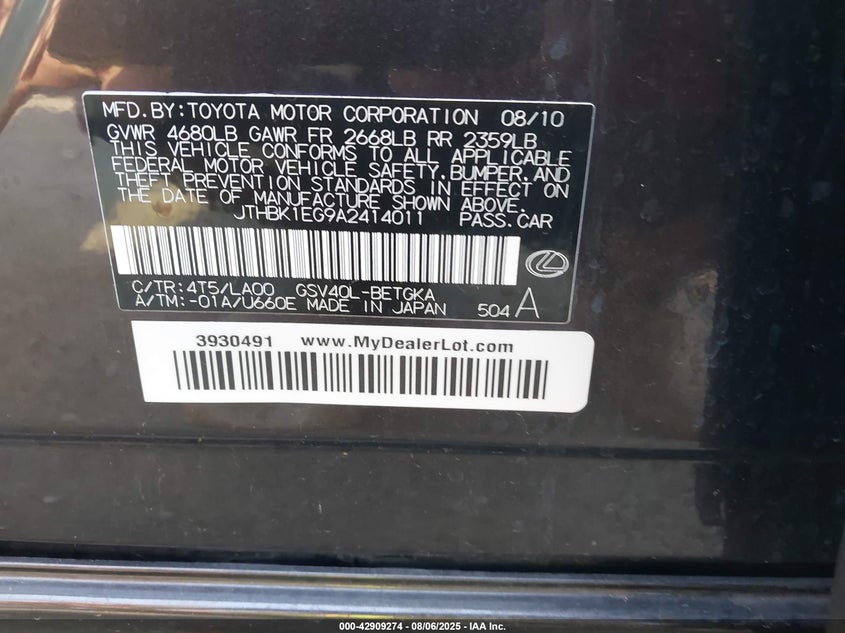 MFD.BY:TOYOTA MOTOR CORPORATION 08/10
GVWR 4680LB GAWR FR 2668LB RR 2359LB
THIS VEHICLE CONFORMS TO ALL APPLICABLE
FEDERAL MOTOR VEHICLE SAFETY,BUMPER,AND
THEFT PREVENTION STANDARDS IN EFFECT ON
THE DATE OF MANUFACTURE SHOWN ABOVE.
JTHBK1EG9A2414011 PASS.CAR
C/TR:4T5/LA00 GSV40L-BETGKA
A/TM:-01A/U660E MADE IN JAPAN 504 A
3930491 www.MyDealerLot.com
000-42909274 - 08/06/2025 - IAA Inc.